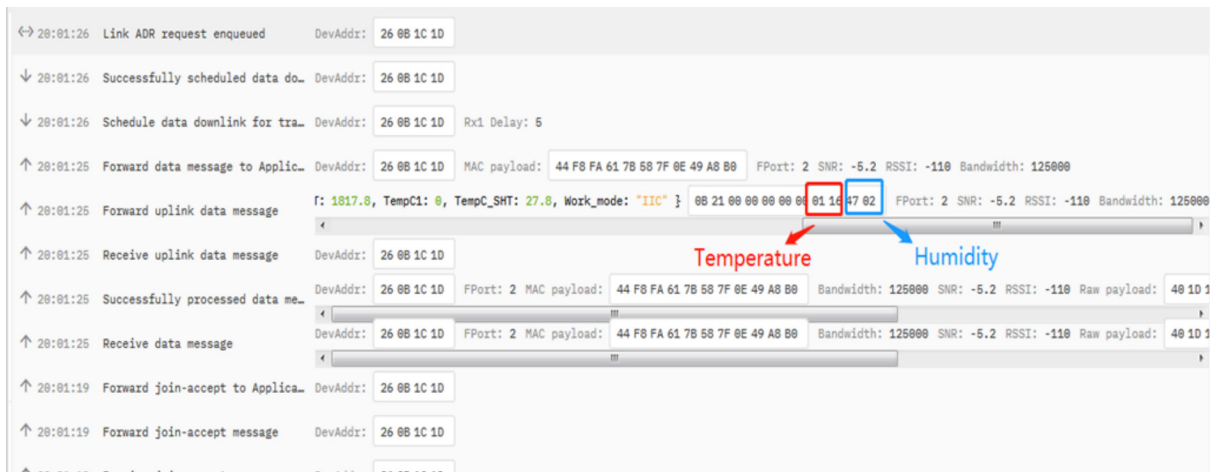 20:01:26 Link ADR request enqueued DevAddr: 26 0B 1C 1D
20:01:26 Successfully scheduled data do… DevAddr: 26 0B 1C 1D
20:01:26 Schedule data downlink for tra… DevAddr: 26 0B 1C 1D Rx1 Delay: 5
20:01:25 Forward data message to Applic… DevAddr: 26 0B 1C 1D MAC payload: 44 F8 FA 61 7B 58 7F 0E 49 A8 B0 FPort: 2 SNR: -5.2 RSSI: -110 Bandwidth: 125000
20:01:25 Forward uplink data message T: 1817.8, TempC1: 0, TempC_SHT: 27.8, Work_mode: "IIC" } 0B 21 00 00 00 00 00 01 16 47 02 FPort: 2 SNR: -5.2 RSSI: -110 Bandwidth: 125000
Temperature Humidity
20:01:25 Receive uplink data message DevAddr: 26 0B 1C 1D
20:01:25 Successfully processed data me… DevAddr: 26 0B 1C 1D FPort: 2 MAC payload: 44 F8 FA 61 7B 58 7F 0E 49 A8 B0 Bandwidth: 125000 SNR: -5.2 RSSI: -110 Raw payload: 40 1D
20:01:25 Receive data message DevAddr: 26 0B 1C 1D FPort: 2 MAC payload: 44 F8 FA 61 7B 58 7F 0E 49 A8 B0 Bandwidth: 125000 SNR: -5.2 RSSI: -110 Raw payload: 40 1D
20:01:19 Forward join-accept to Applica… DevAddr: 26 0B 1C 1D
20:01:19 Forward join-accept message DevAddr: 26 0B 1C 1D